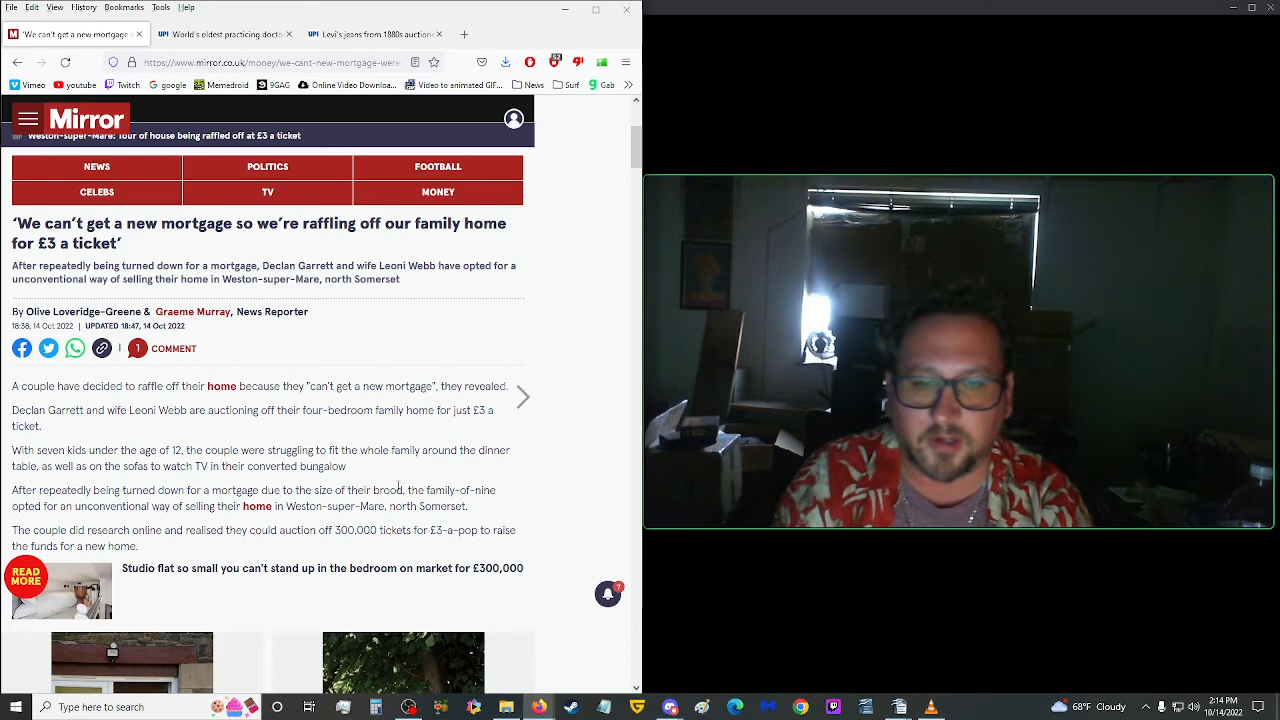 File Edit View History Bookmarks Tools Help
'We can't get a new mortgage s
UPI World's oldest practicing docto
UPI Levi's jeans from 1880s auction
https://www.mirror.co.uk/money/we-cant-new-mortgage-were-
Vimeo youtube Twitch google Memedroid 9GAG Online Video Downloa... Video to animated GIF... News Surf Gab
Mirror
Weston-super-Mare: Tour of house being raffled off at £3 a ticket
NEWS POLITICS FOOTBALL
CELEBS TV MONEY
'We can't get a new mortgage so we're raffling off our family home
for £3 a ticket'
After repeatedly being turned down for a mortgage, Declan Garrett and wife Leoni Webb have opted for a
unconventional way of selling their home in Weston-super-Mare, north Somerset
By Olive Loveridge-Greene & Graeme Murray, News Reporter
18:38, 14 Oct 2022 | UPDATED 18:47, 14 Oct 2022
1 COMMENT
A couple have decided to raffle off their home because they "can't get a new mortgage", they revealed.
Declan Garrett and wife Leoni Webb are auctioning off their four-bedroom family home for just £3 a
ticket.
With seven kids under the age of 12, the couple were struggling to fit the whole family around the dinner
table, as well as on the sofas to watch TV in their converted bungalow
After repeatedly being turned down for a mortgage due to the size of their brood, the family-of-nine
opted for an unconventional way of selling their home in Weston-super-Mare, north Somerset.
The couple did research online and realised they could auction off 300,000 tickets for £3-a-pop to raise
the funds for a new home.
READ
MORE
Studio flat so small you can't stand up in the bedroom on market for £300,000
7
Type here to search
68°F Cloudy
2:14 PM
10/14/2022